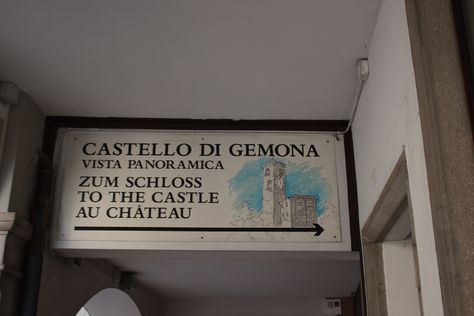 CASTELLO DI GEMONA
VISTA PANORAMICA
ZUM SCHLOSS
TO THE CASTLE
AU CHÂTEAU